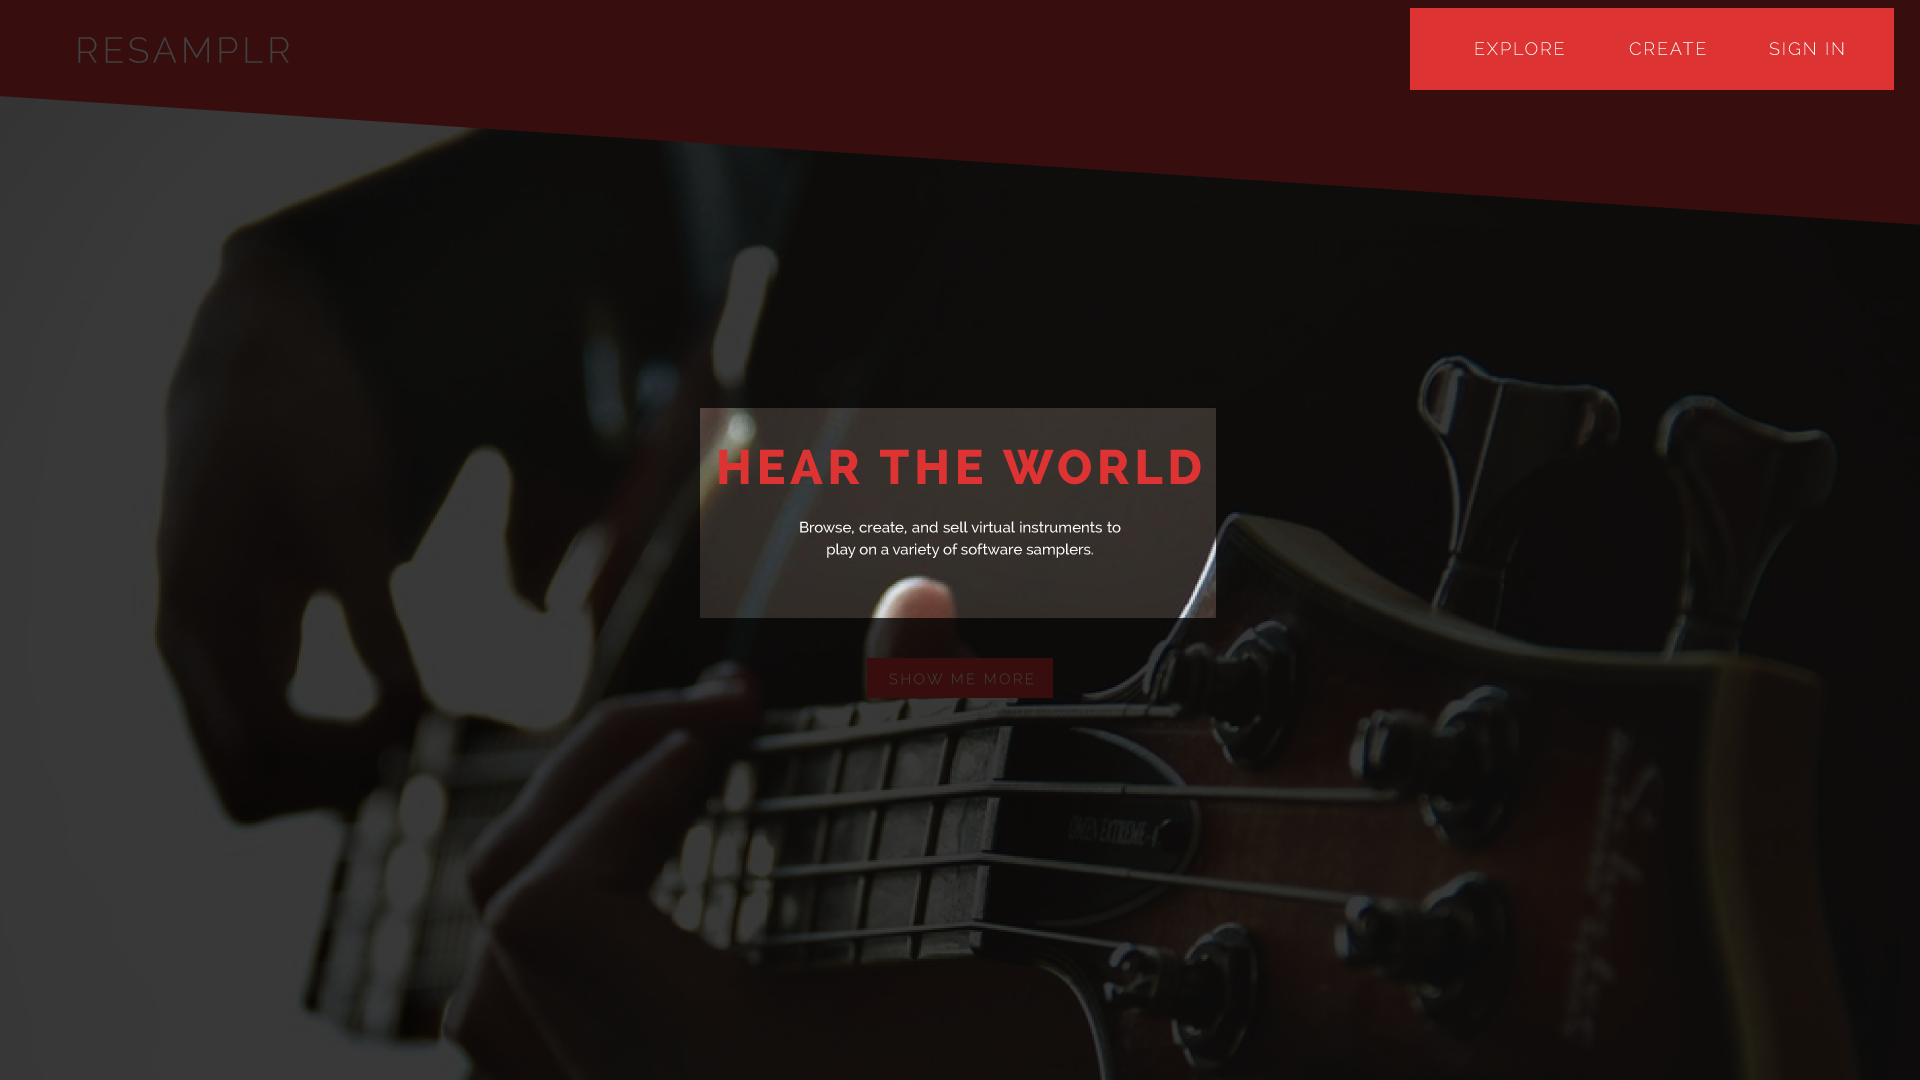 RESAMPLR
EXPLORE
CREATE
SIGN IN
HEAR THE WORLD
Browse, create, and sell virtual instruments to
play on a variety of software samplers.
SHOW ME MORE